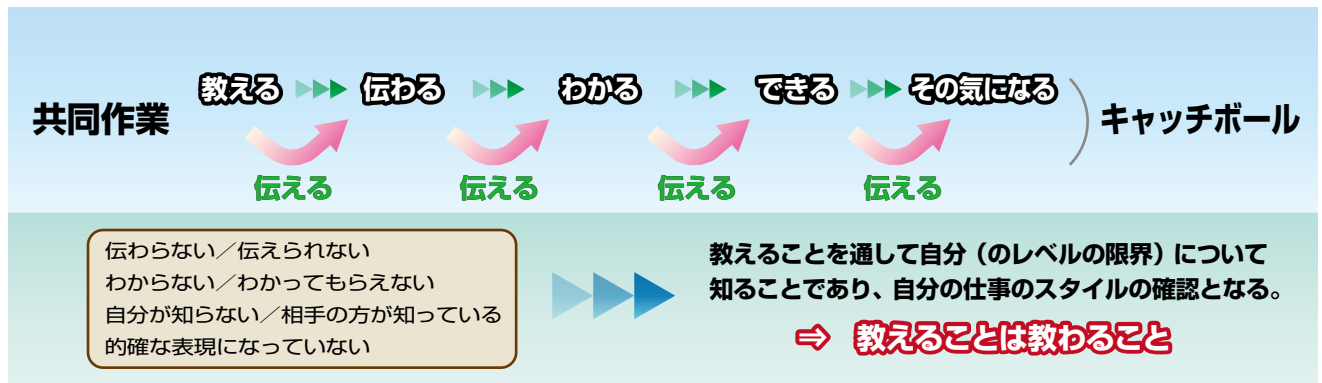 共同作業
教える 伝わる わかる できる その気になる
キャッチボール
伝える 伝える 伝える 伝える
伝わらない／伝えられない
わからない／わかってもらえない
自分が知らない／相手の方が知っている
的確な表現になっていない
教えることを通して自分（のレベルの限界）について
知ることであり、自分の仕事のスタイルの確認となる。
⇒ 教えることは教わること